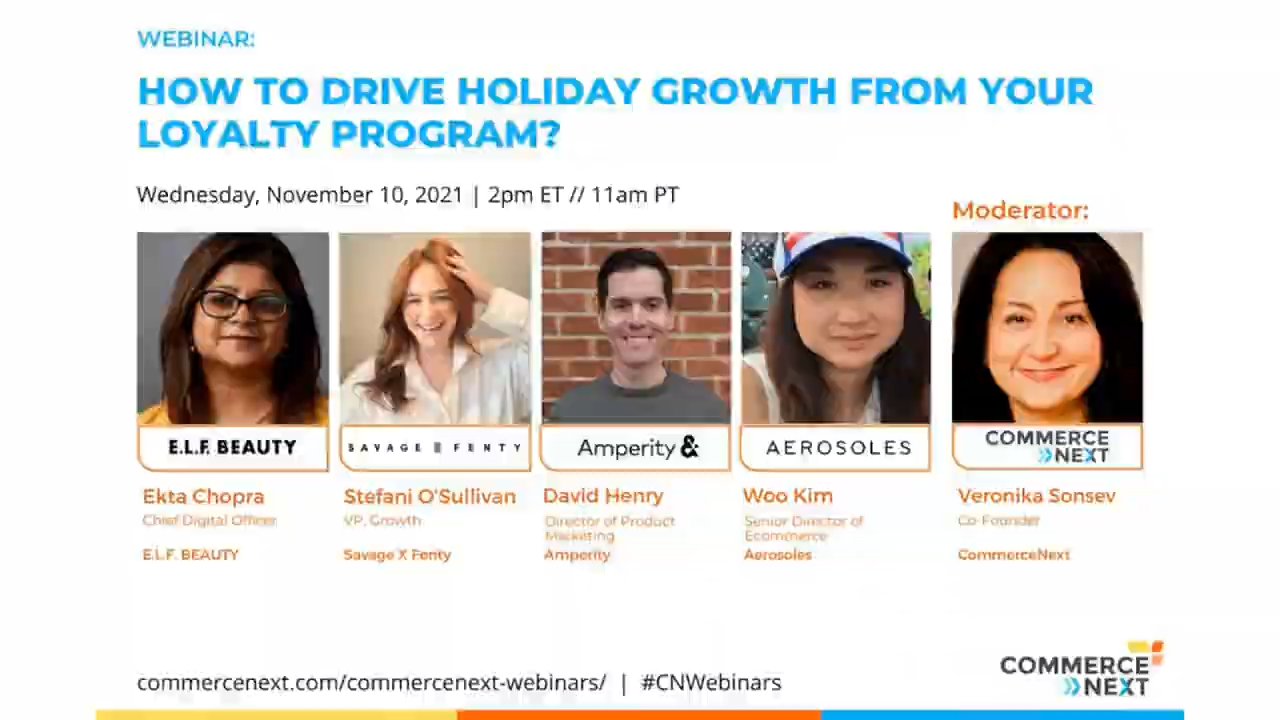 WEBINAR:
HOW TO DRIVE HOLIDAY GROWTH FROM YOUR
LOYALTY PROGRAM?
Wednesday, November 10, 2021 | 2pm ET // 11am PT
Moderator:
E.L.F. BEAUTY
SAVAGE X FENTY
Amperity &
AEROSOLES
COMMERCE
NEXT
Ekta Chopra
Chief Digital Officer
E.L.F. BEAUTY
Stefani O'Sullivan
VP, Growth
Savage X Fenty
David Henry
Director of Product
Marketing
Amperity
Woo Kim
Senior Director of
Ecommerce
Aerosoles
Veronika Sonsev
Co-Founder
CommerceNext
commercenext.com/commercenext-webinars/ | #CNWebinars
COMMERCE
NEXT